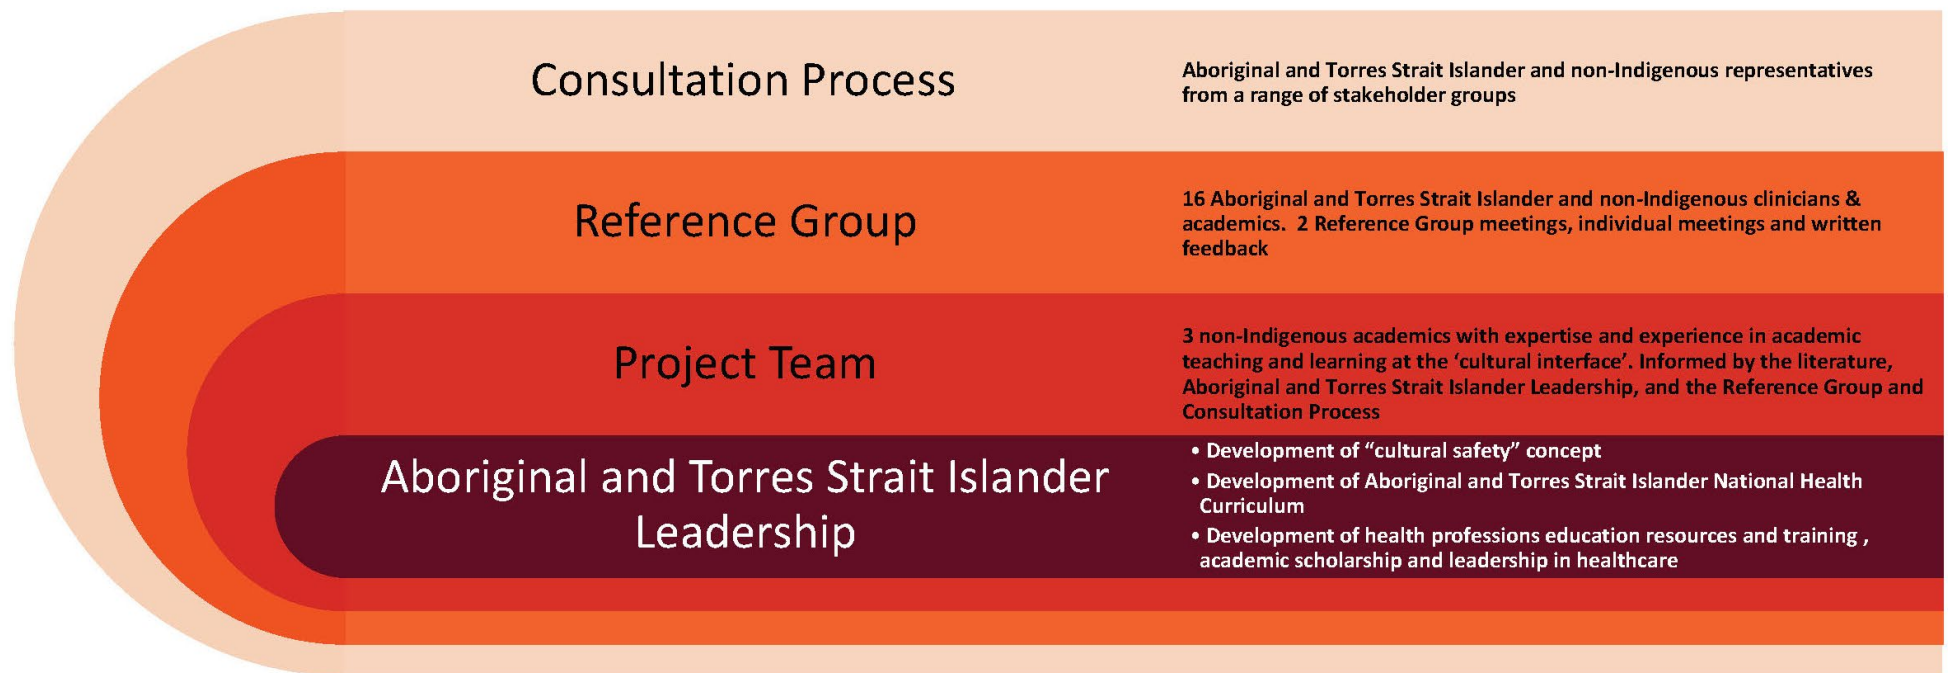 Consultation Process
Aboriginal and Torres Strait Islander and non-Indigenous representatives
from a range of stakeholder groups
Reference Group
16 Aboriginal and Torres Strait Islander and non-Indigenous clinicians &
academics.  2 Reference Group meetings, individual meetings and written
feedback
Project Team
3 non-Indigenous academics with expertise and experience in academic
teaching and learning at the ‘cultural interface’. Informed by the literature,
Aboriginal and Torres Strait Islander Leadership, and the Reference Group and
Consultation Process
Aboriginal and Torres Strait Islander
Leadership
• Development of “cultural safety” concept
• Development of Aboriginal and Torres Strait Islander National Health
Curriculum
• Development of health professions education resources and training ,
academic scholarship and leadership in healthcare